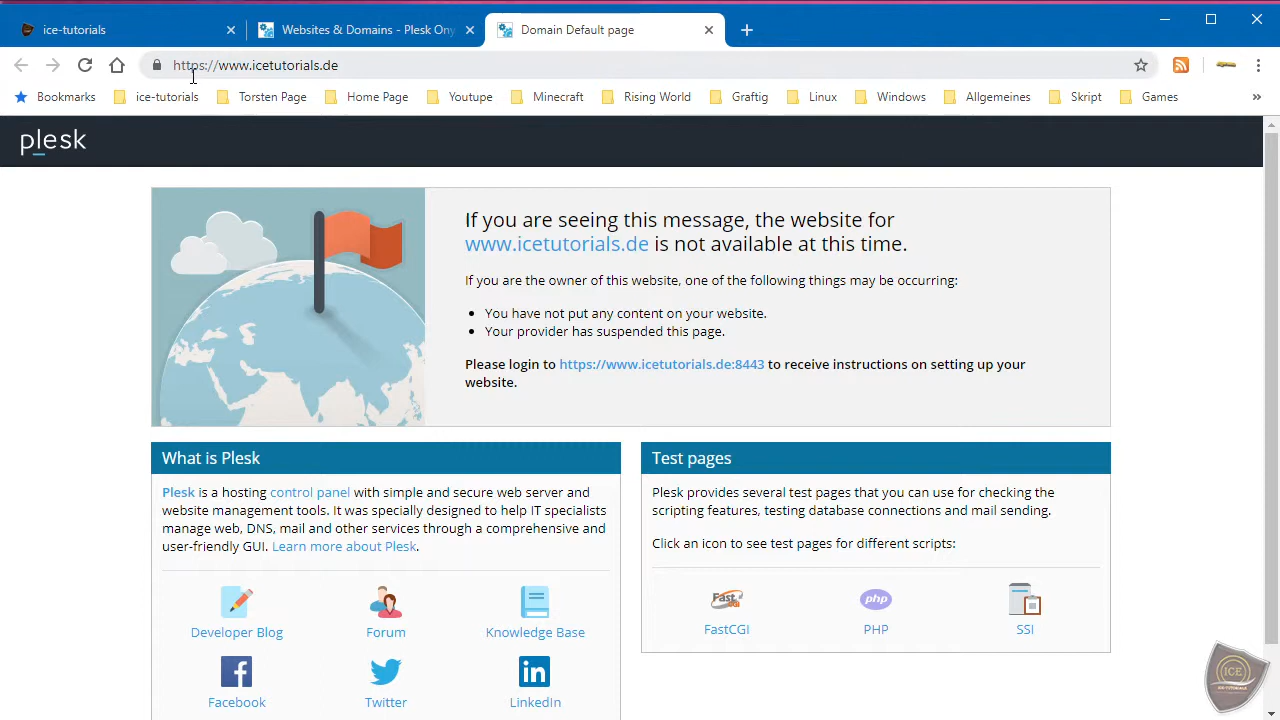 ice-tutorials
Websites & Domains - Plesk Ony
Domain Default page
https://www.icetutorials.de
Bookmarks
ice-tutorials
Torsten Page
Home Page
Youtube
Minecraft
Rising World
Graftig
Linux
Windows
Allgemeines
Skript
Games
plesk
If you are seeing this message, the website for
www.icetutorials.de is not available at this time.
If you are the owner of this website, one of the following things may be occurring:
You have not put any content on your website.
Your provider has suspended this page.
Please login to https://www.icetutorials.de:8443 to receive instructions on setting up your
website.
What is Plesk
Plesk is a hosting control panel with simple and secure web server and
website management tools. It was specially designed to help IT specialists
manage web, DNS, mail and other services through a comprehensive and
user-friendly GUI. Learn more about Plesk.
Developer Blog
Forum
Knowledge Base
Facebook
Twitter
LinkedIn
Test pages
Plesk provides several test pages that you can use for checking the
scripting features, testing database connections and mail sending.
Click an icon to see test pages for different scripts:
Fast
CGI
php
FastCGI
PHP
SSI
ICE
ICE-TUTORIALS